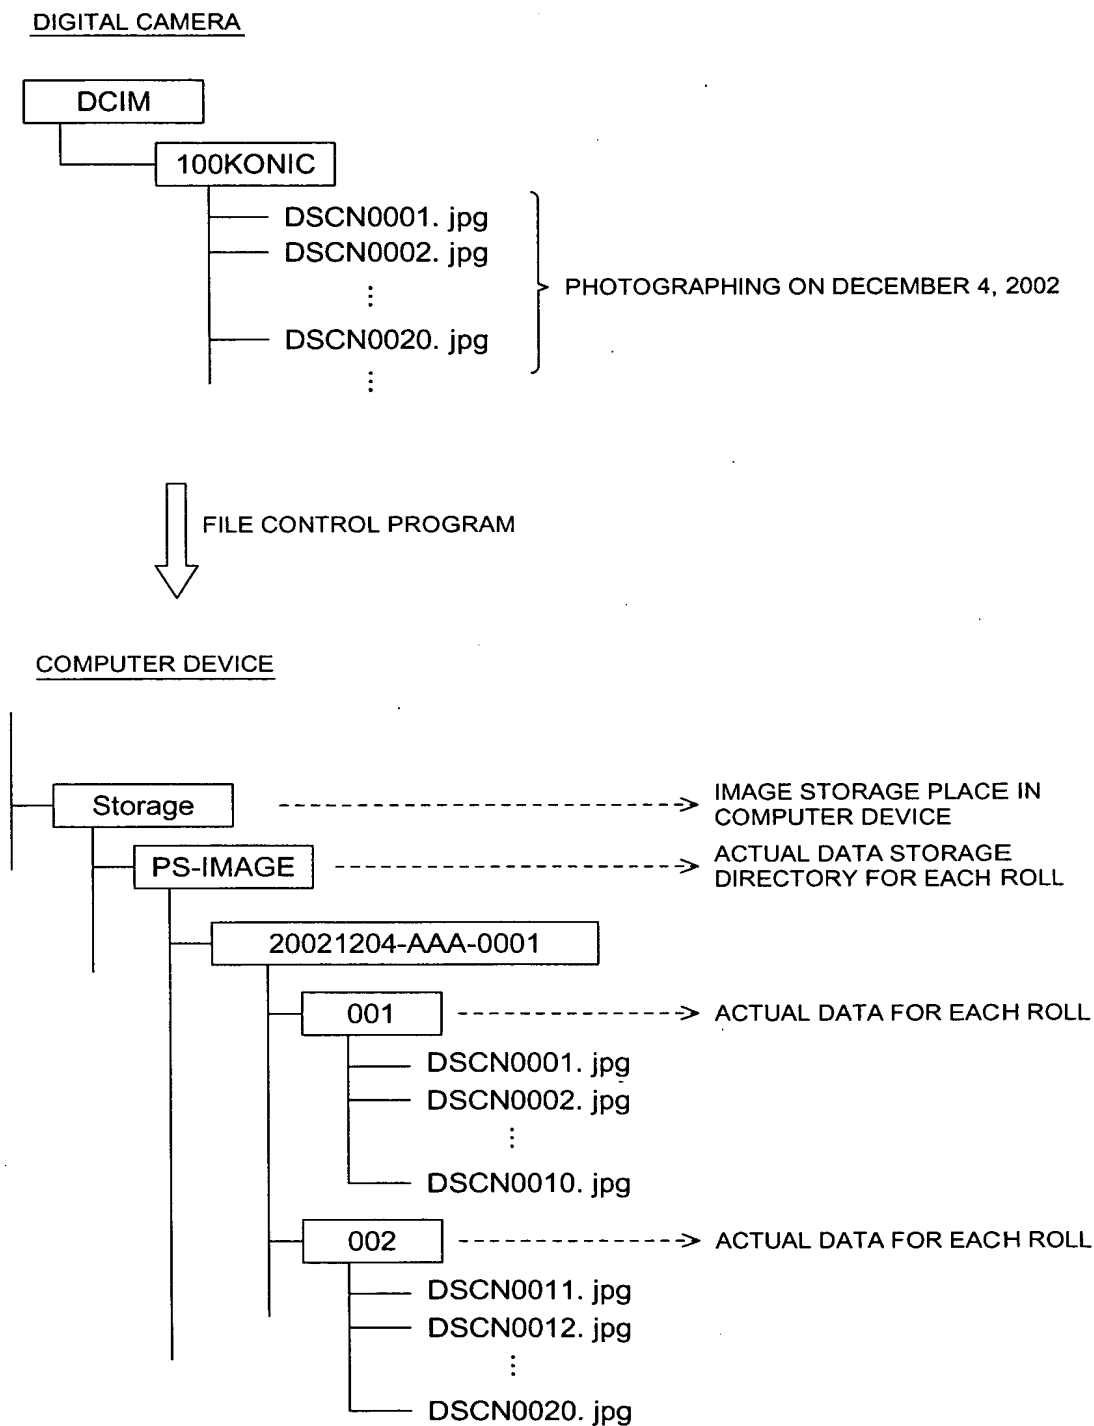 DIGITAL CAMERA
DCIM
100KONIC
DSCN0001. jpg
DSCN0002. jpg
⋮
PHOTOGRAPHING ON DECEMBER 4, 2002
DSCN0020. jpg
⋮
FILE CONTROL PROGRAM
COMPUTER DEVICE
Storage
IMAGE STORAGE PLACE IN
COMPUTER DEVICE
PS-IMAGE
ACTUAL DATA STORAGE
DIRECTORY FOR EACH ROLL
20021204-AAA-0001
001
ACTUAL DATA FOR EACH ROLL
DSCN0001. jpg
DSCN0002. jpg
⋮
DSCN0010. jpg
002
ACTUAL DATA FOR EACH ROLL
DSCN0011. jpg
DSCN0012. jpg
⋮
DSCN0020. jpg